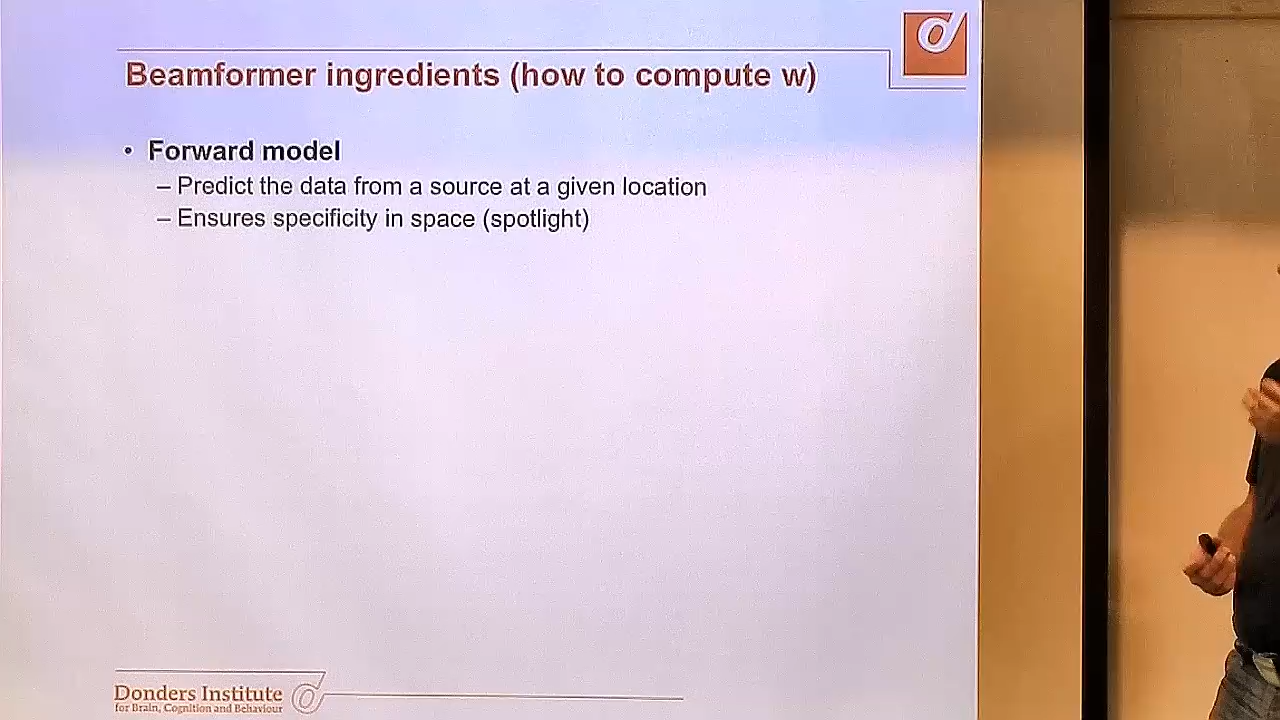 Beamformer ingredients (how to compute w)
• Forward model
– Predict the data from a source at a given location
– Ensures specificity in space (spotlight)
Donders Institute
for Brain, Cognition and Behaviour